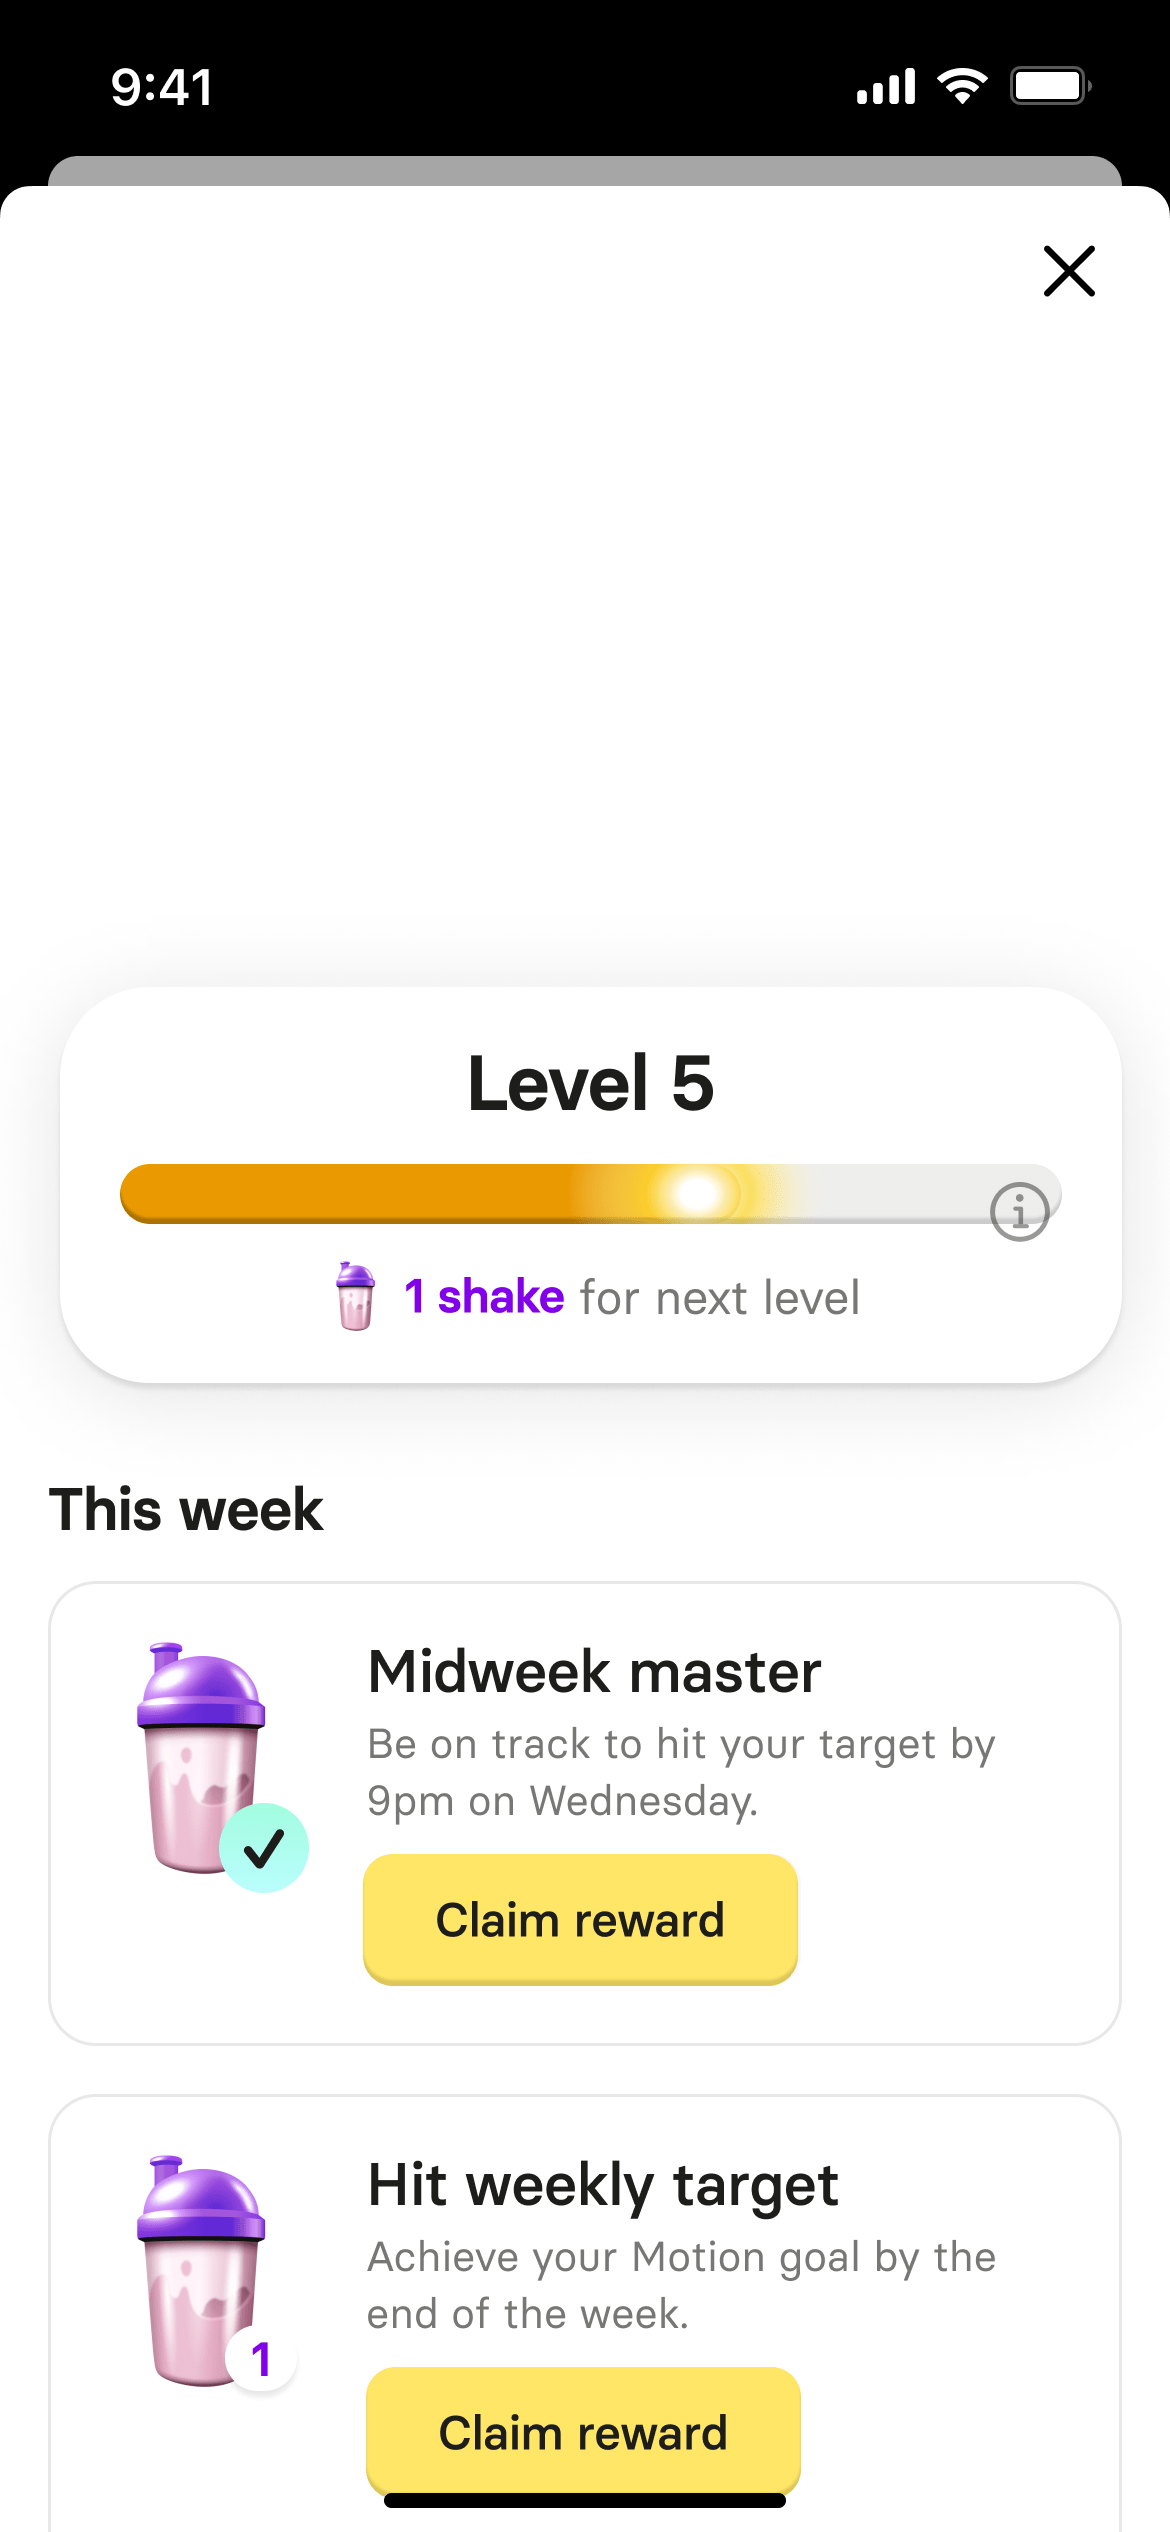 9:41
Level 5
1 shake for next level
This week
Midweek master
Be on track to hit your target by
9pm on Wednesday.
Claim reward
Hit weekly target
Achieve your Motion goal by the
end of the week.
1
Claim reward